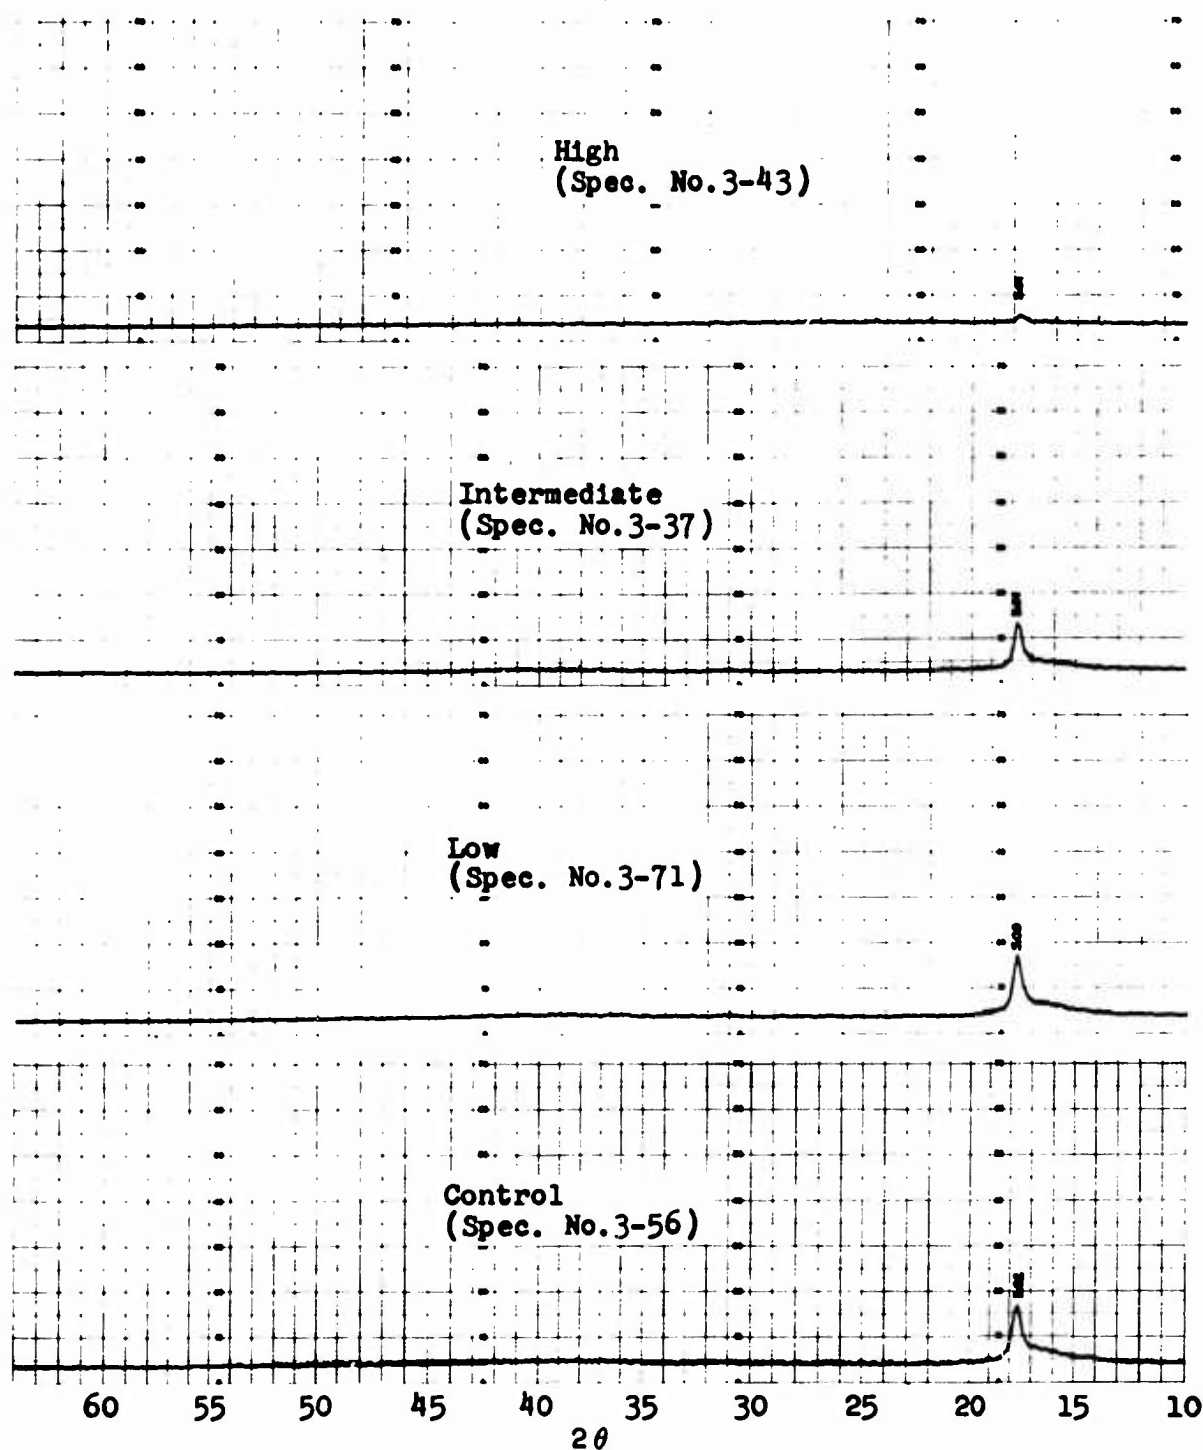 High
(Spec. No.3-43)
Intermediate
(Spec. No.3-37)
Low
(Spec. No.3-71)
Control
(Spec. No.3-56)
60 55 50 45 40 35 30 25 20 15 10
2θ